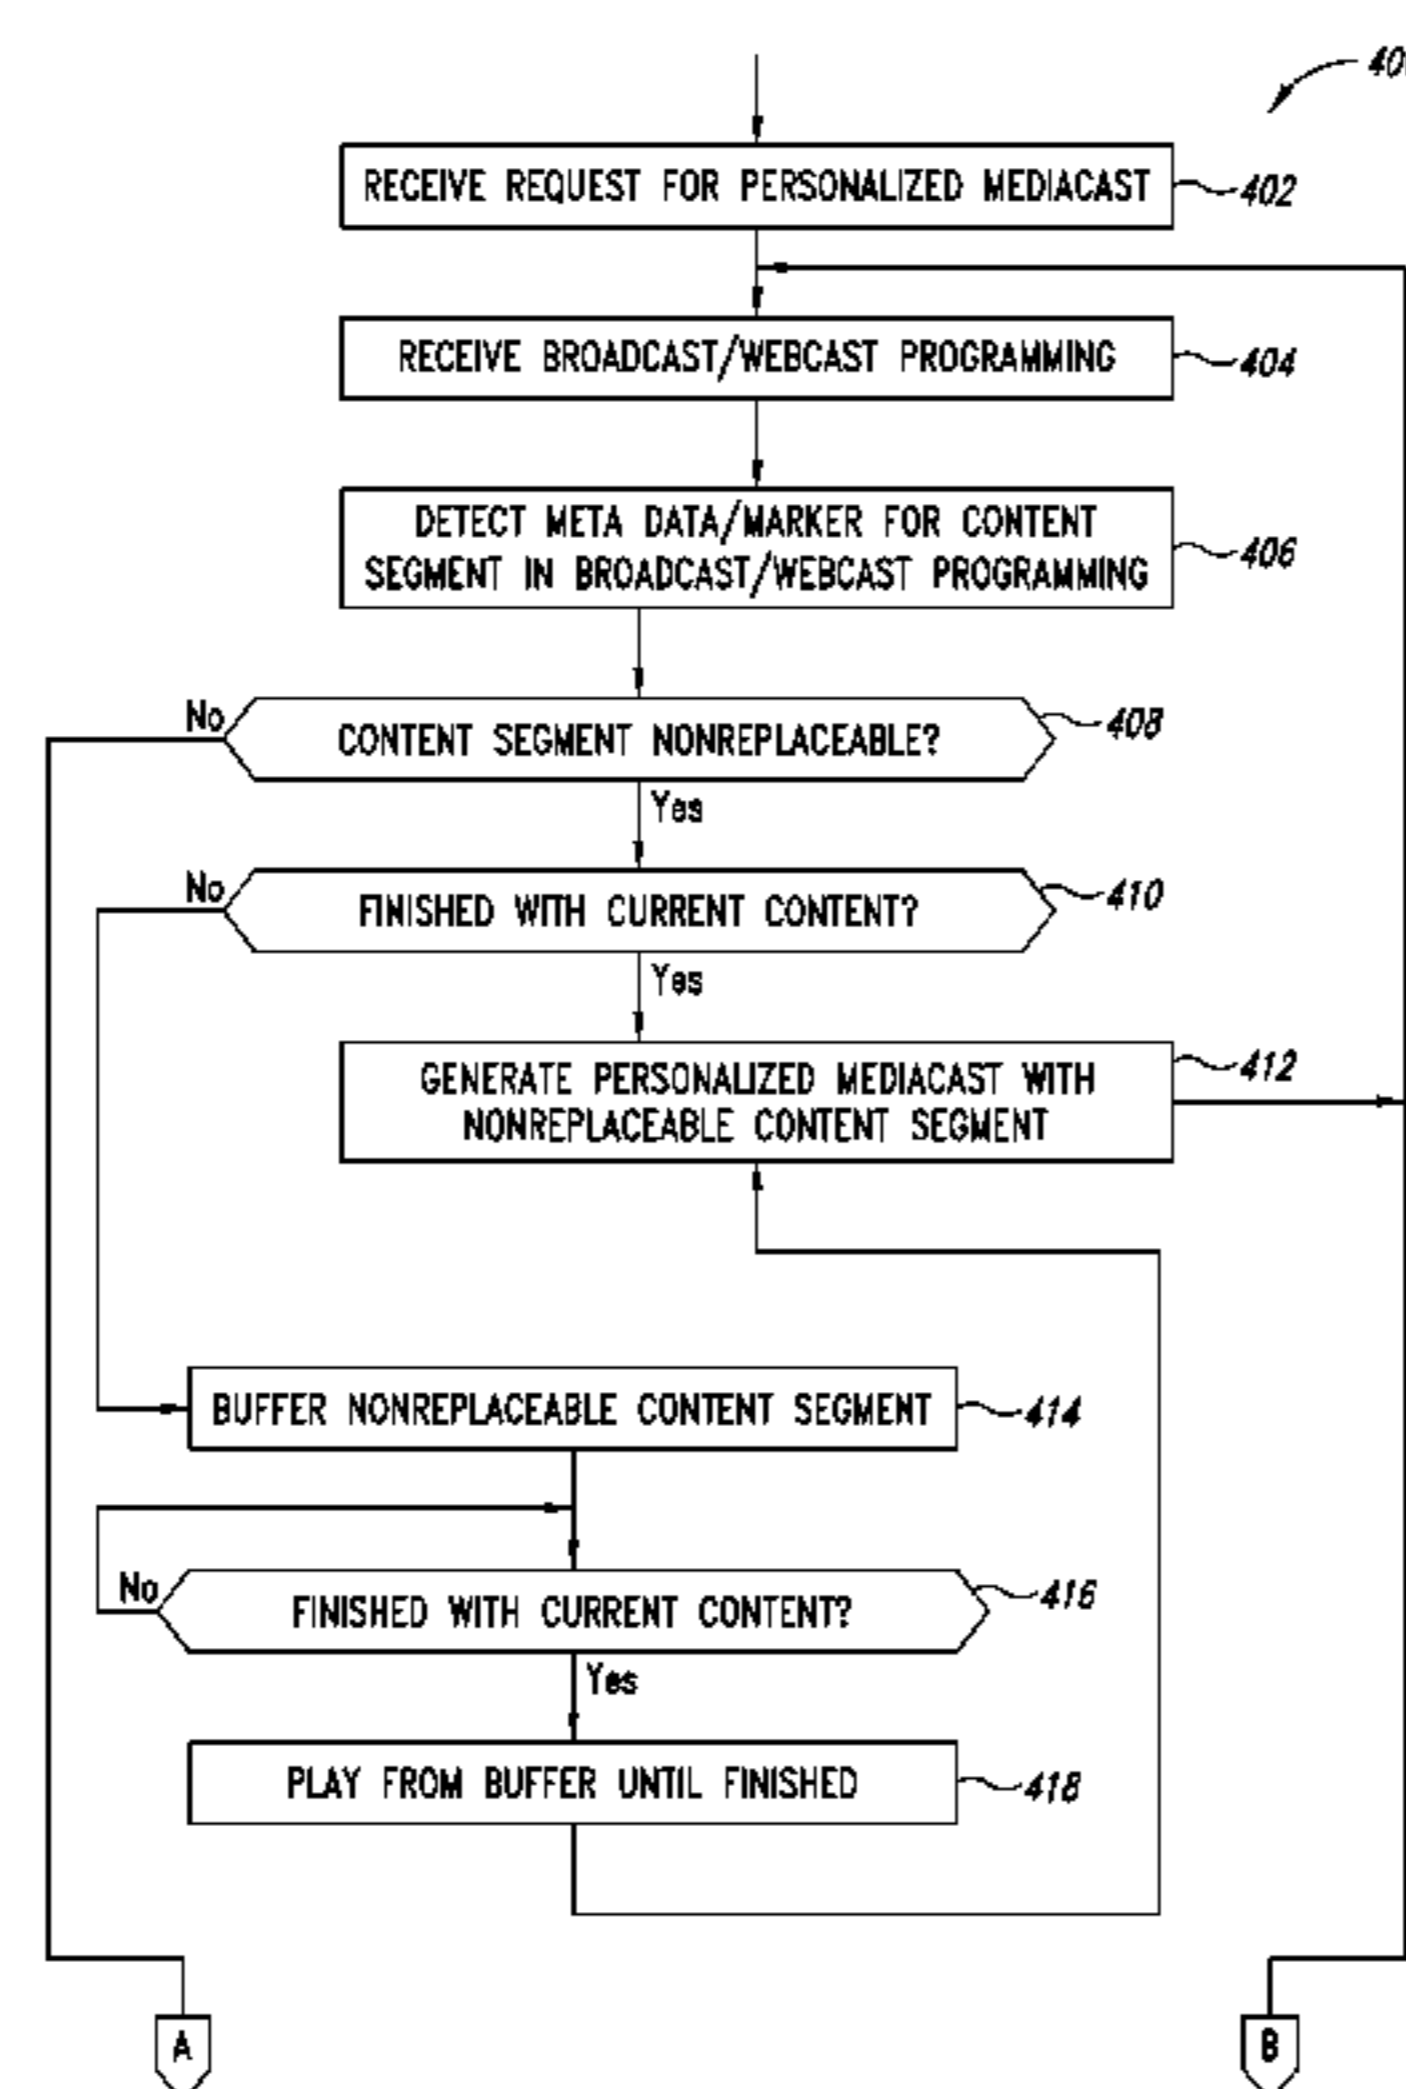 40
RECEIVE REQUEST FOR PERSONALIZED MEDIACAST
402
RECEIVE BROADCAST/WEBCAST PROGRAMMING
404
DETECT META DATA/MARKER FOR CONTENT
SEGMENT IN BROADCAST/WEBCAST PROGRAMMING
406
No
CONTENT SEGMENT NONREPLACEABLE?
408
Yes
No
FINISHED WITH CURRENT CONTENT?
410
Yes
GENERATE PERSONALIZED MEDIACAST WITH
NONREPLACEABLE CONTENT SEGMENT
412
BUFFER NONREPLACEABLE CONTENT SEGMENT
414
No
FINISHED WITH CURRENT CONTENT?
416
Yes
PLAY FROM BUFFER UNTIL FINISHED
418
A
B